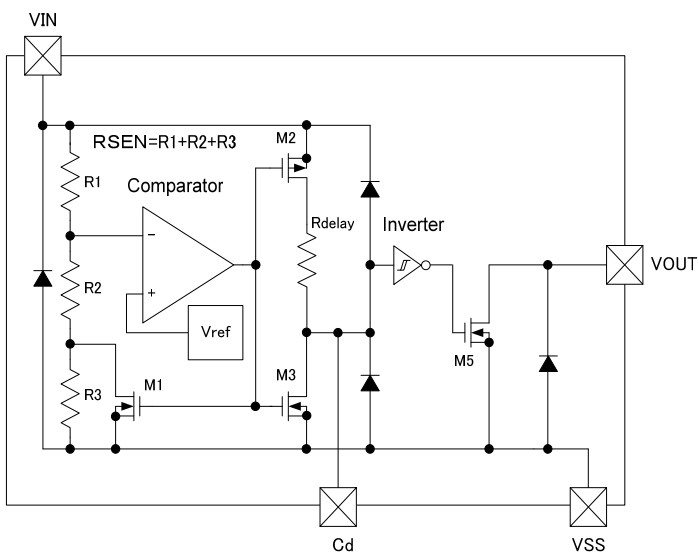 VIN
RSEN=R1+R2+R3
M2
R1
Comparator
Rdelay
Inverter
−
VOUT
R2
+
Vref
M5
R3
M1
M3
Cd
VSS